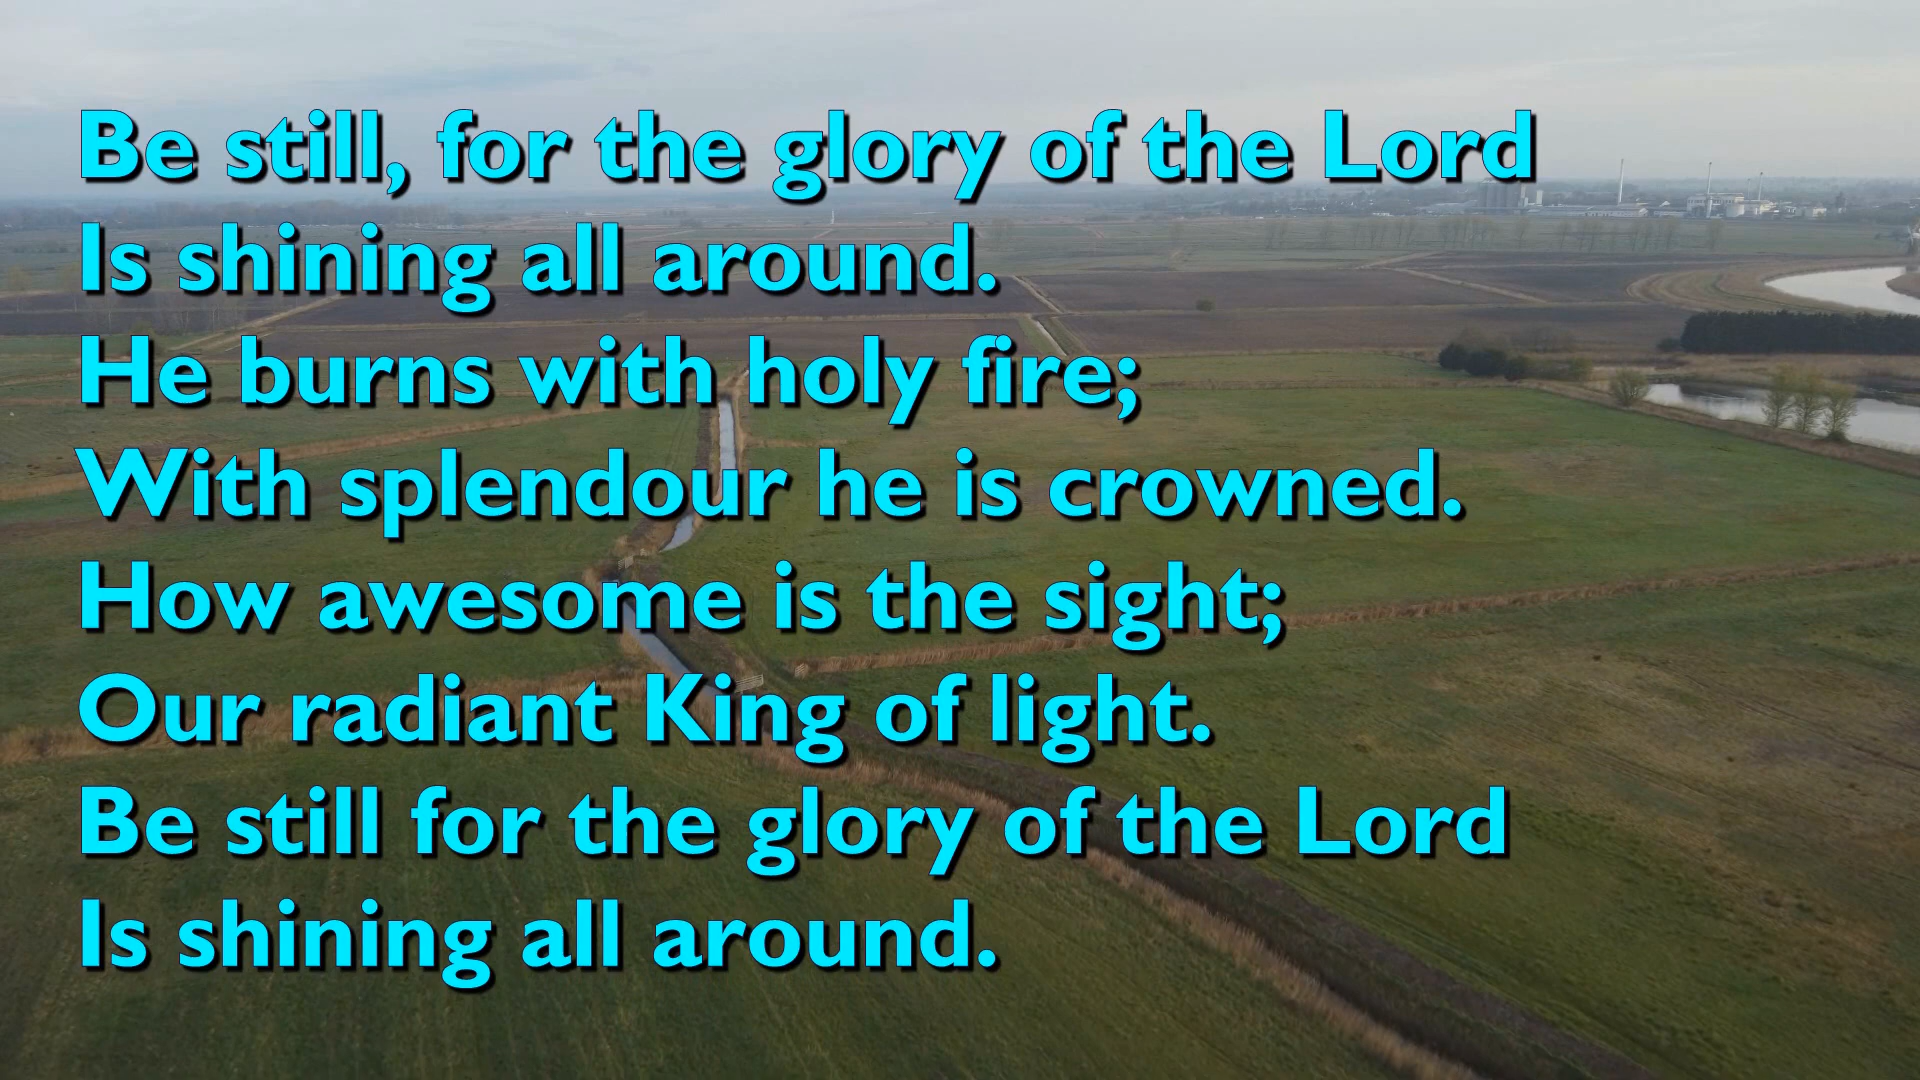 Be still, for the glory of the Lord
Is shining all around.
He burns with holy fire;
With splendour he is crowned.
How awesome is the sight;
Our radiant King of light.
Be still for the glory of the Lord
Is shining all around.